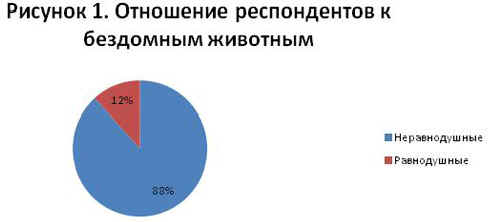 Рисунок 1. Отношение респондентов к
бездомным животным
12%
88%
Неравнодушные
Равнодушные